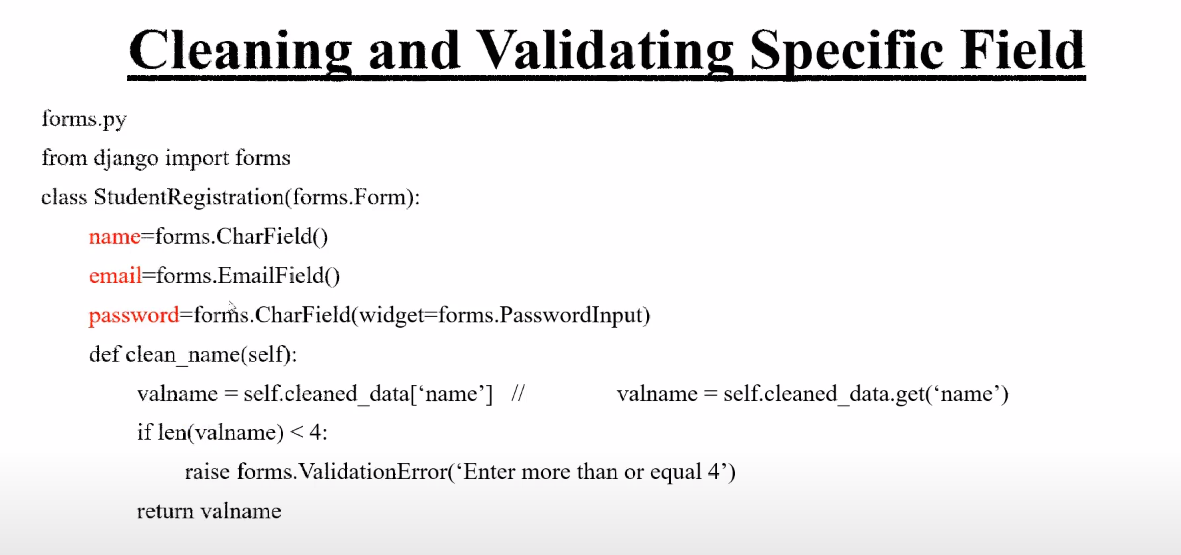 Cleaning and Validating Specific Field
forms.py
from django import forms
class StudentRegistration(forms.Form):
name=forms.CharField()
email=forms.EmailField()
password=forms.CharField(widget=forms.PasswordInput)
def clean_name(self):
valname = self.cleaned_data[‘name’] // valname = self.cleaned_data.get(‘name’)
if len(valname) < 4:
raise forms.ValidationError(‘Enter more than or equal 4’)
return valname